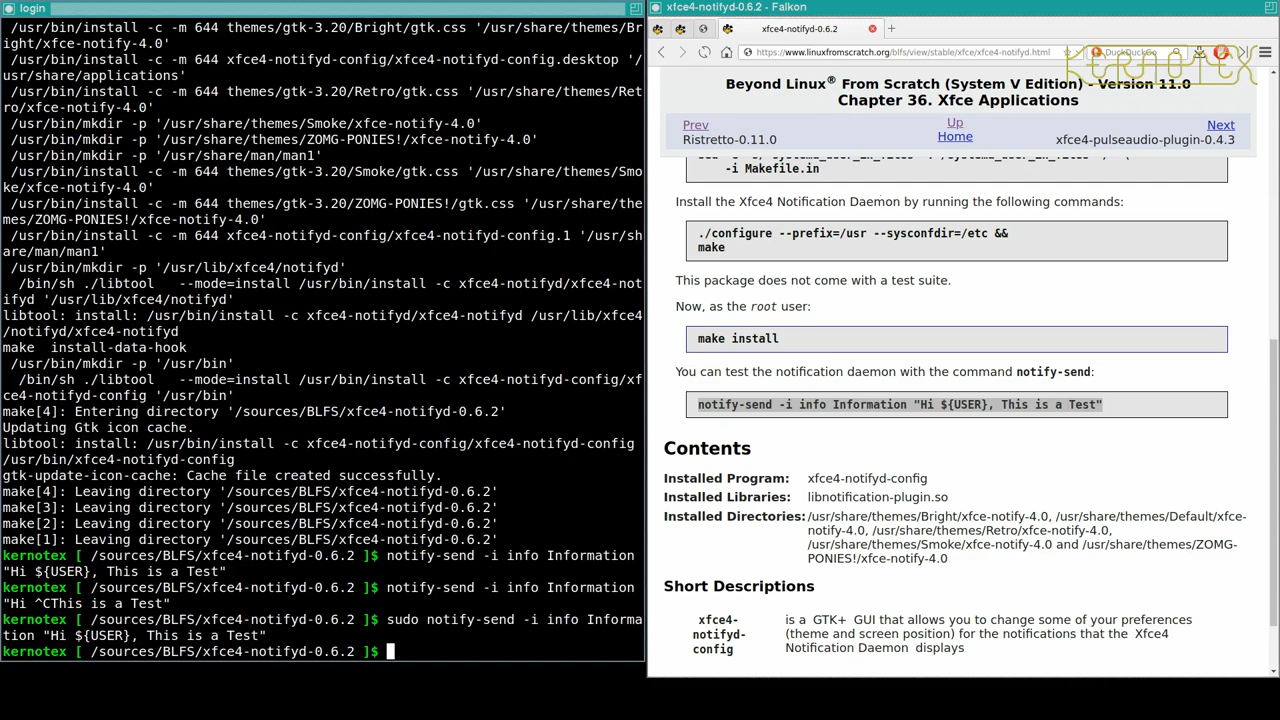 login
/usr/bin/install -c -m 644 themes/gtk-3.20/Bright/gtk.css '/usr/share/themes/Br
ight/xfce-notify-4.0'
/usr/bin/install -c -m 644 xfce4-notifyd-config/xfce4-notifyd-config.desktop '/
usr/share/applications'
/usr/bin/install -c -m 644 themes/gtk-3.20/Retro/gtk.css '/usr/share/themes/Ret
ro/xfce-notify-4.0'
/usr/bin/mkdir -p '/usr/share/themes/Smoke/xfce-notify-4.0'
/usr/bin/mkdir -p '/usr/share/themes/ZOMG-PONIES!/xfce-notify-4.0'
/usr/bin/mkdir -p '/usr/share/man/man1'
/usr/bin/install -c -m 644 themes/gtk-3.20/Smoke/gtk.css '/usr/share/themes/Smo
ke/xfce-notify-4.0'
/usr/bin/install -c -m 644 themes/gtk-3.20/ZOMG-PONIES!/gtk.css '/usr/share/the
mes/ZOMG-PONIES!/xfce-notify-4.0'
/usr/bin/install -c -m 644 xfce4-notifyd-config/xfce4-notifyd-config.1 '/usr/sh
are/man/man1'
/usr/bin/mkdir -p '/usr/lib/xfce4/notifyd'
/bin/sh ./libtool   --mode=install /usr/bin/install -c xfce4-notifyd/xfce4-not
ifyd '/usr/lib/xfce4/notifyd'
libtool: install: /usr/bin/install -c xfce4-notifyd/xfce4-notifyd /usr/lib/xfce
4/notifyd/xfce4-notifyd
make  install-data-hook
/usr/bin/mkdir -p '/usr/bin'
/bin/sh ./libtool   --mode=install /usr/bin/install -c xfce4-notifyd-config/xf
ce4-notifyd-config '/usr/bin'
make[4]: Entering directory '/sources/BLFS/xfce4-notifyd-0.6.2'
Updating Gtk icon cache.
libtool: install: /usr/bin/install -c xfce4-notifyd-config/xfce4-notifyd-config
/usr/bin/xfce4-notifyd-config
gtk-update-icon-cache: Cache file created successfully.
make[4]: Leaving directory '/sources/BLFS/xfce4-notifyd-0.6.2'
make[3]: Leaving directory '/sources/BLFS/xfce4-notifyd-0.6.2'
make[2]: Leaving directory '/sources/BLFS/xfce4-notifyd-0.6.2'
make[1]: Leaving directory '/sources/BLFS/xfce4-notifyd-0.6.2'
kernotex [ /sources/BLFS/xfce4-notifyd-0.6.2 ]$ notify-send -i info Information
"Hi ${USER}, This is a Test"
kernotex [ /sources/BLFS/xfce4-notifyd-0.6.2 ]$ notify-send -i info Information
"Hi ^CThis is a Test"
kernotex [ /sources/BLFS/xfce4-notifyd-0.6.2 ]$ sudo notify-send -i info Informa
tion "Hi ${USER}, This is a Test"
kernotex [ /sources/BLFS/xfce4-notifyd-0.6.2 ]$
xfce4-notifyd-0.6.2 - Falkon
xfce4-notifyd-0.6.2
https://www.linuxfromscratch.org/blfs/view/stable/xfce/xfce4-notifyd.html
DuckDuckGo
KERNOTEX
Beyond Linux® From Scratch (System V Edition) - Version 11.0
Chapter 36. Xfce Applications
Prev Up Next
Ristretto-0.11.0 Home xfce4-pulseaudio-plugin-0.4.3
-i Makefile.in
Install the Xfce4 Notification Daemon by running the following commands:
./configure --prefix=/usr --sysconfdir=/etc &&
make
This package does not come with a test suite.
Now, as the root user:
make install
You can test the notification daemon with the command notify-send:
notify-send -i info Information "Hi ${USER}, This is a Test"
Contents
Installed Program: xfce4-notifyd-config
Installed Libraries: libnotification-plugin.so
Installed Directories: /usr/share/themes/Bright/xfce-notify-4.0, /usr/share/themes/Default/xfce-
notify-4.0, /usr/share/themes/Retro/xfce-notify-4.0,
/usr/share/themes/Smoke/xfce-notify-4.0 and /usr/share/themes/ZOMG-
PONIES!/xfce-notify-4.0
Short Descriptions
xfce4- is a GTK+ GUI that allows you to change some of your preferences
notifyd- (theme and screen position) for the notifications that the Xfce4
config Notification Daemon displays